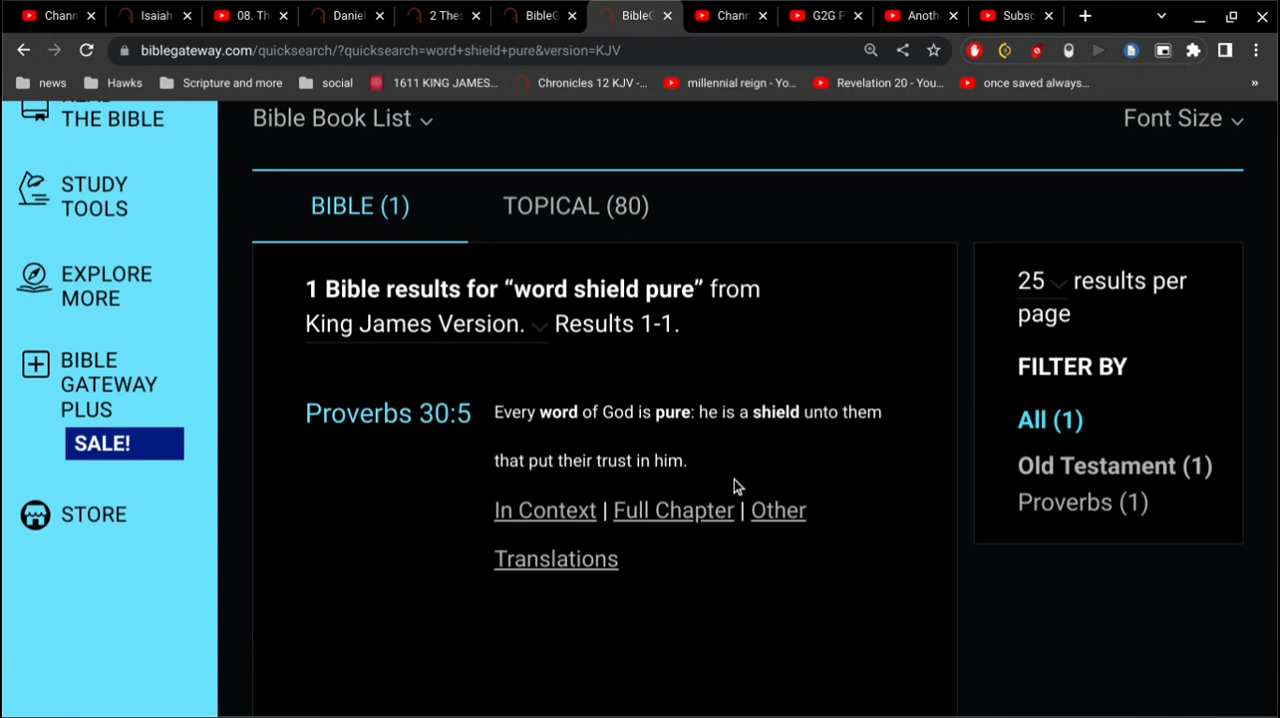 Chann
Isaiah
08. Th
Daniel
2 Thes
BibleG
BibleG
Chann
G2G P
Anoth
Subsc
biblegateway.com/quicksearch/?quicksearch=word+shield+pure&version=KJV
news
Hawks
Scripture and more
social
1611 KING JAMES...
Chronicles 12 KJV -...
millennial reign - Yo...
Revelation 20 - You...
once saved always...
»
READ
THE BIBLE
STUDY
TOOLS
EXPLORE
MORE
BIBLE
GATEWAY
PLUS
SALE!
STORE
Bible Book List
Font Size
BIBLE (1)
TOPICAL (80)
1 Bible results for “word shield pure” from
King James Version. Results 1-1.
Proverbs 30:5
Every word of God is pure: he is a shield unto them
that put their trust in him.
In Context | Full Chapter | Other
Translations
25 results per
page
FILTER BY
All (1)
Old Testament (1)
Proverbs (1)